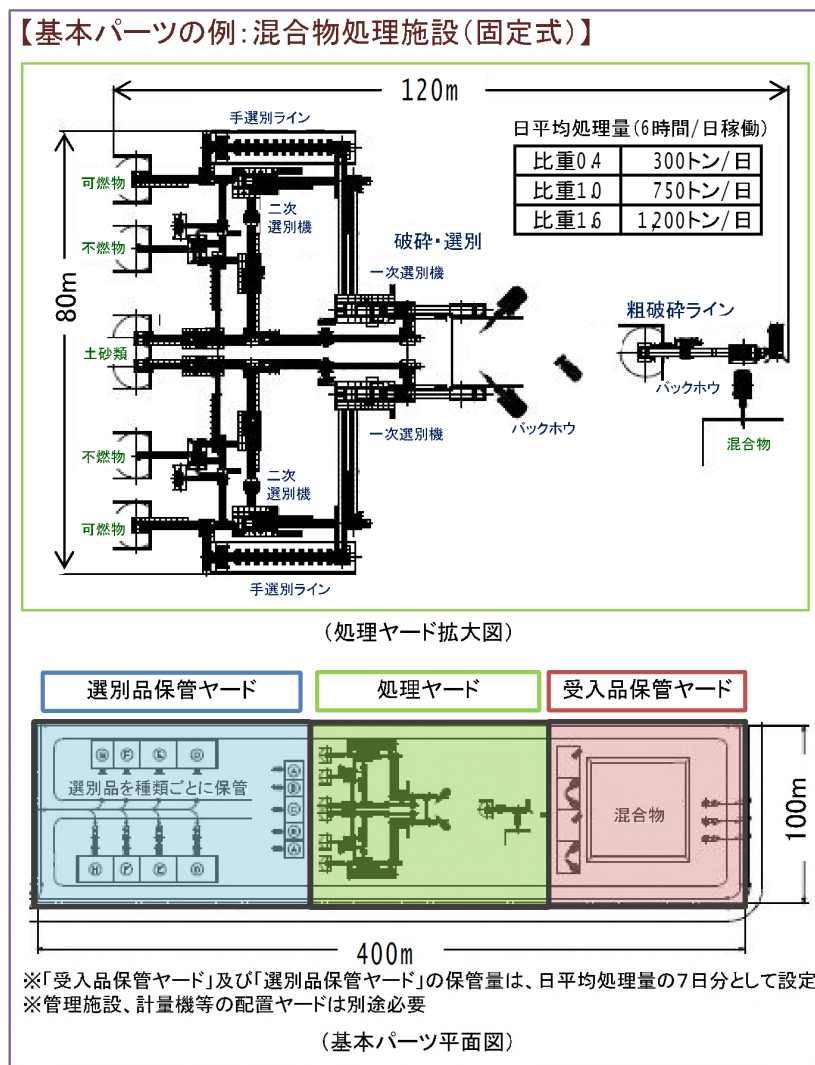 【基本パーツの例:混合物処理施設(固定式)】
120m
手選別ライン
日平均処理量(6時間/日稼働)
比重0.4 300トン/日
比重1.0 750トン/日
比重1.6 1,200トン/日
可燃物
二次
選別機
不燃物
破砕・選別
一次選別機
80m
粗破砕ライン
土砂類
バックホウ
一次選別機
バックホウ
混合物
不燃物
二次
選別機
可燃物
手選別ライン
(処理ヤード拡大図)
選別品保管ヤード 処理ヤード 受入品保管ヤード
選別品を種類ごとに保管
混合物
100m
400m
※「受入品保管ヤード」及び「選別品保管ヤード」の保管量は、日平均処理量の7日分として設定
※管理施設、計量機等の配置ヤードは別途必要
(基本パーツ平面図)